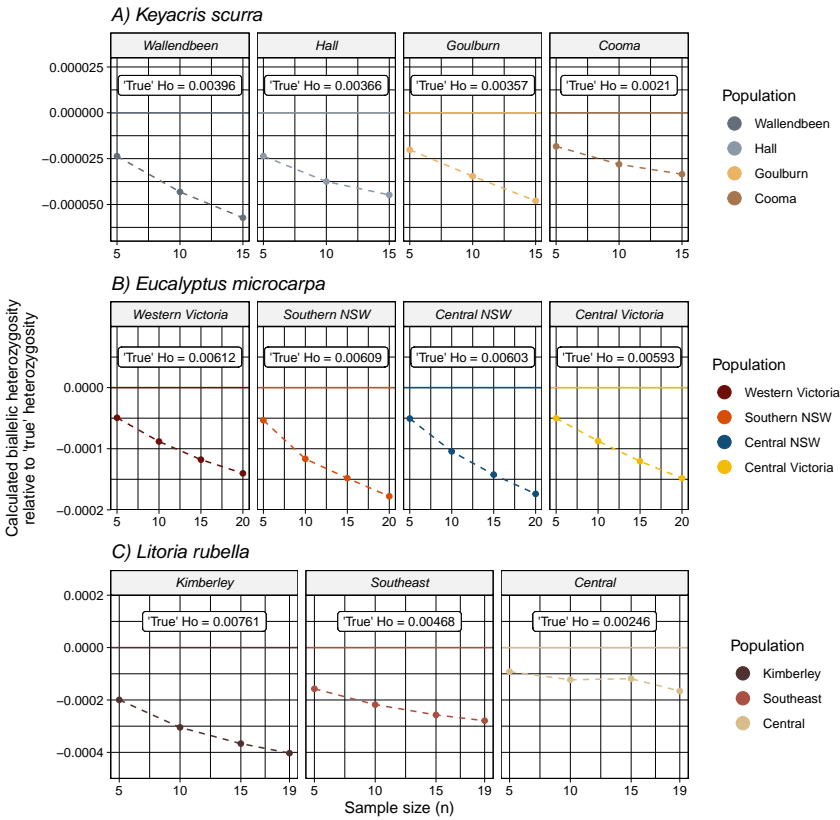 A) Keyacris scurra
Wallendbeen Hall Goulburn Cooma
0.000025
0.000000
−0.000025
−0.000050
'True' Ho = 0.00396 'True' Ho = 0.00366 'True' Ho = 0.00357 'True' Ho = 0.0021
5 10 15 5 10 15 5 10 15 5 10 15
Population
Wallendbeen
Hall
Goulburn
Cooma
Calculated biallelic heterozygosity
relative to 'true' heterozygosity
B) Eucalyptus microcarpa
Western Victoria Southern NSW Central NSW Central Victoria
'True' Ho = 0.00612 'True' Ho = 0.00609 'True' Ho = 0.00603 'True' Ho = 0.00593
0.0000
−0.0001
−0.0002
5 10 15 20 5 10 15 20 5 10 15 20 5 10 15 20
Population
Western Victoria
Southern NSW
Central NSW
Central Victoria
C) Litoria rubella
Kimberley Southeast Central
0.0002
0.0000
−0.0002
−0.0004
'True' Ho = 0.00761 'True' Ho = 0.00468 'True' Ho = 0.00246
5 10 15 19 5 10 15 19 5 10 15 19
Sample size (n)
Population
Kimberley
Southeast
Central